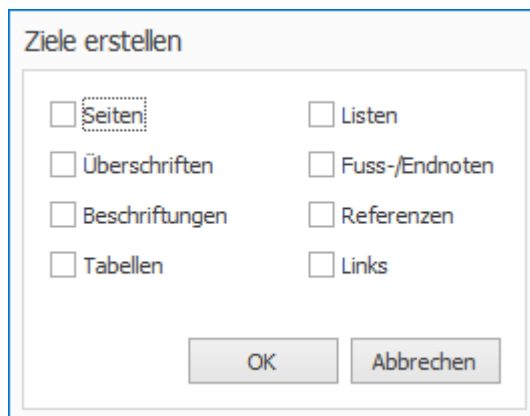 Ziele erstellen
Seiten
Listen
Überschriften
Fuss-/Endnoten
Beschriftungen
Referenzen
Tabellen
Links
OK
Abbrechen